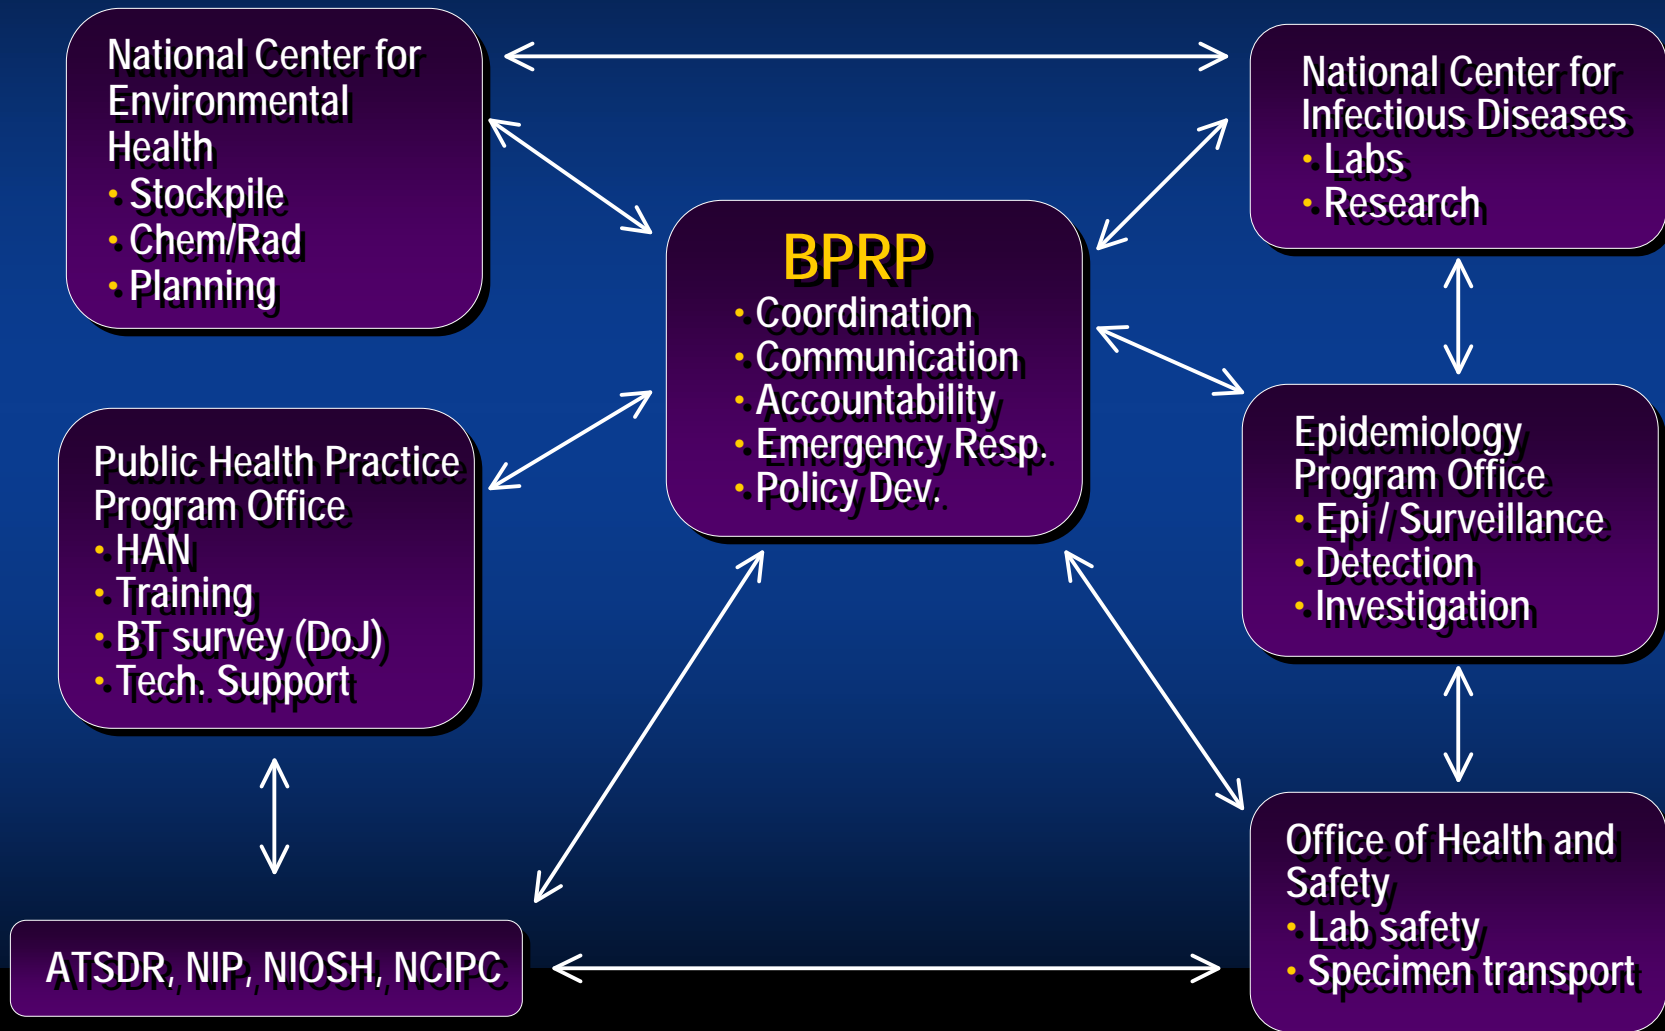 National Center for
Environmental
Health
• Stockpile
• Chem/Rad
• Planning
National Center for
Infectious Diseases
• Labs
• Research
BPRP
• Coordination
• Communication
• Accountability
• Emergency Resp.
• Policy Dev.
Public Health Practice
Program Office
• HAN
• Training
• BT survey (DoJ)
• Tech. Support
Epidemiology
Program Office
• Epi / Surveillance
• Detection
• Investigation
ATSDR, NIP, NIOSH, NCIPC
Office of Health and
Safety
• Lab safety
• Specimen transport